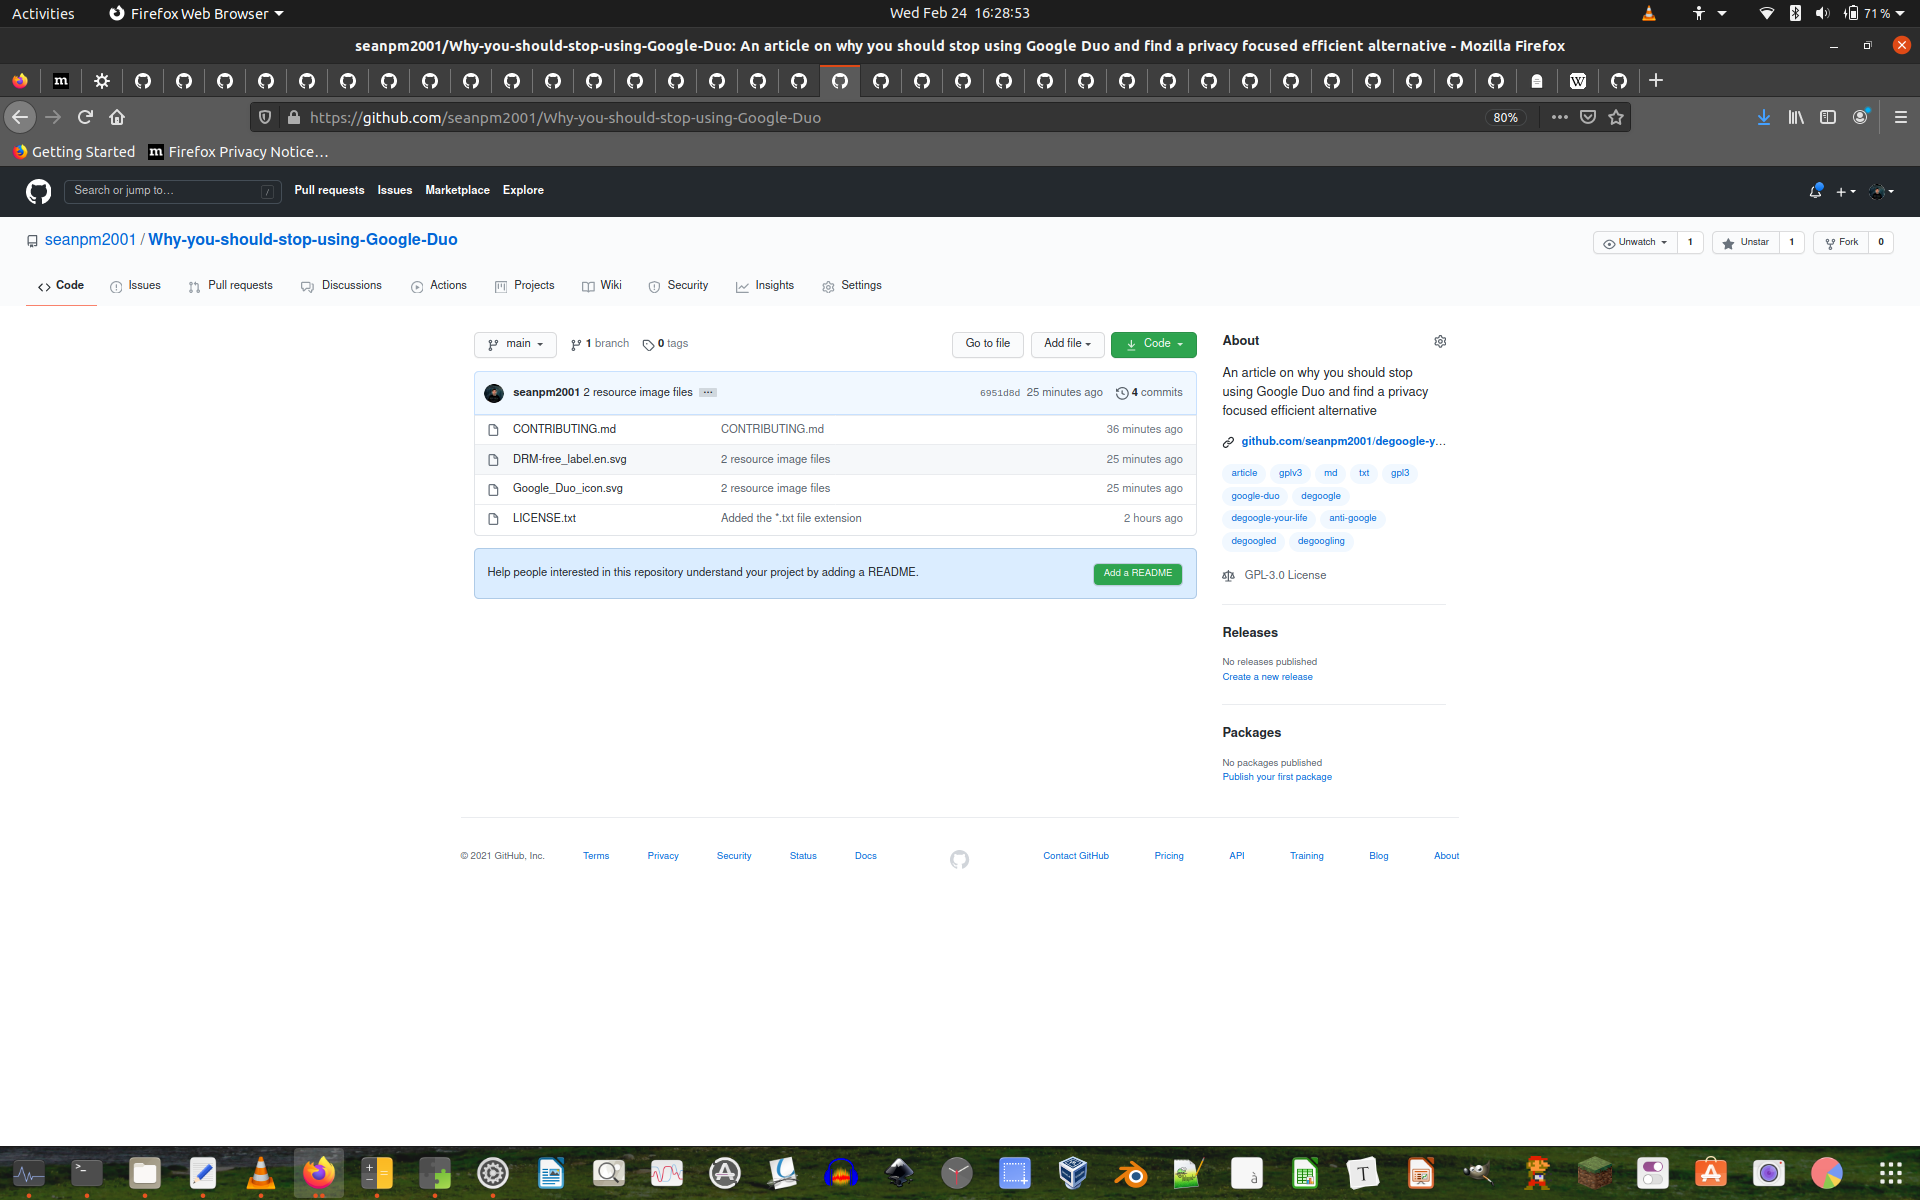 Activities
Firefox Web Browser
Wed Feb 24 16:28:53
71 %
seanpm2001/Why-you-should-stop-using-Google-Duo: An article on why you should stop using Google Duo and find a privacy focused efficient alternative - Mozilla Firefox
https://github.com/seanpm2001/Why-you-should-stop-using-Google-Duo
80%
Getting Started
Firefox Privacy Notice…
Search or jump to…
/
Pull requests
Issues
Marketplace
Explore
seanpm2001 / Why-you-should-stop-using-Google-Duo
Unwatch 1
Unstar 1
Fork 0
Code
Issues
Pull requests
Discussions
Actions
Projects
Wiki
Security
Insights
Settings
main
1 branch
0 tags
Go to file
Add file
Code
seanpm2001 2 resource image files
6951d8d 25 minutes ago
4 commits
CONTRIBUTING.md CONTRIBUTING.md 36 minutes ago
DRM-free_label.en.svg 2 resource image files 25 minutes ago
Google_Duo_icon.svg 2 resource image files 25 minutes ago
LICENSE.txt Added the *.txt file extension 2 hours ago
Help people interested in this repository understand your project by adding a README.
Add a README
About
An article on why you should stop
using Google Duo and find a privacy
focused efficient alternative
github.com/seanpm2001/degoogle-y…
article gplv3 md txt gpl3
google-duo degoogle
degoogle-your-life anti-google
degoogled degoogling
GPL-3.0 License
Releases
No releases published
Create a new release
Packages
No packages published
Publish your first package
© 2021 GitHub, Inc.
Terms
Privacy
Security
Status
Docs
Contact GitHub
Pricing
API
Training
Blog
About